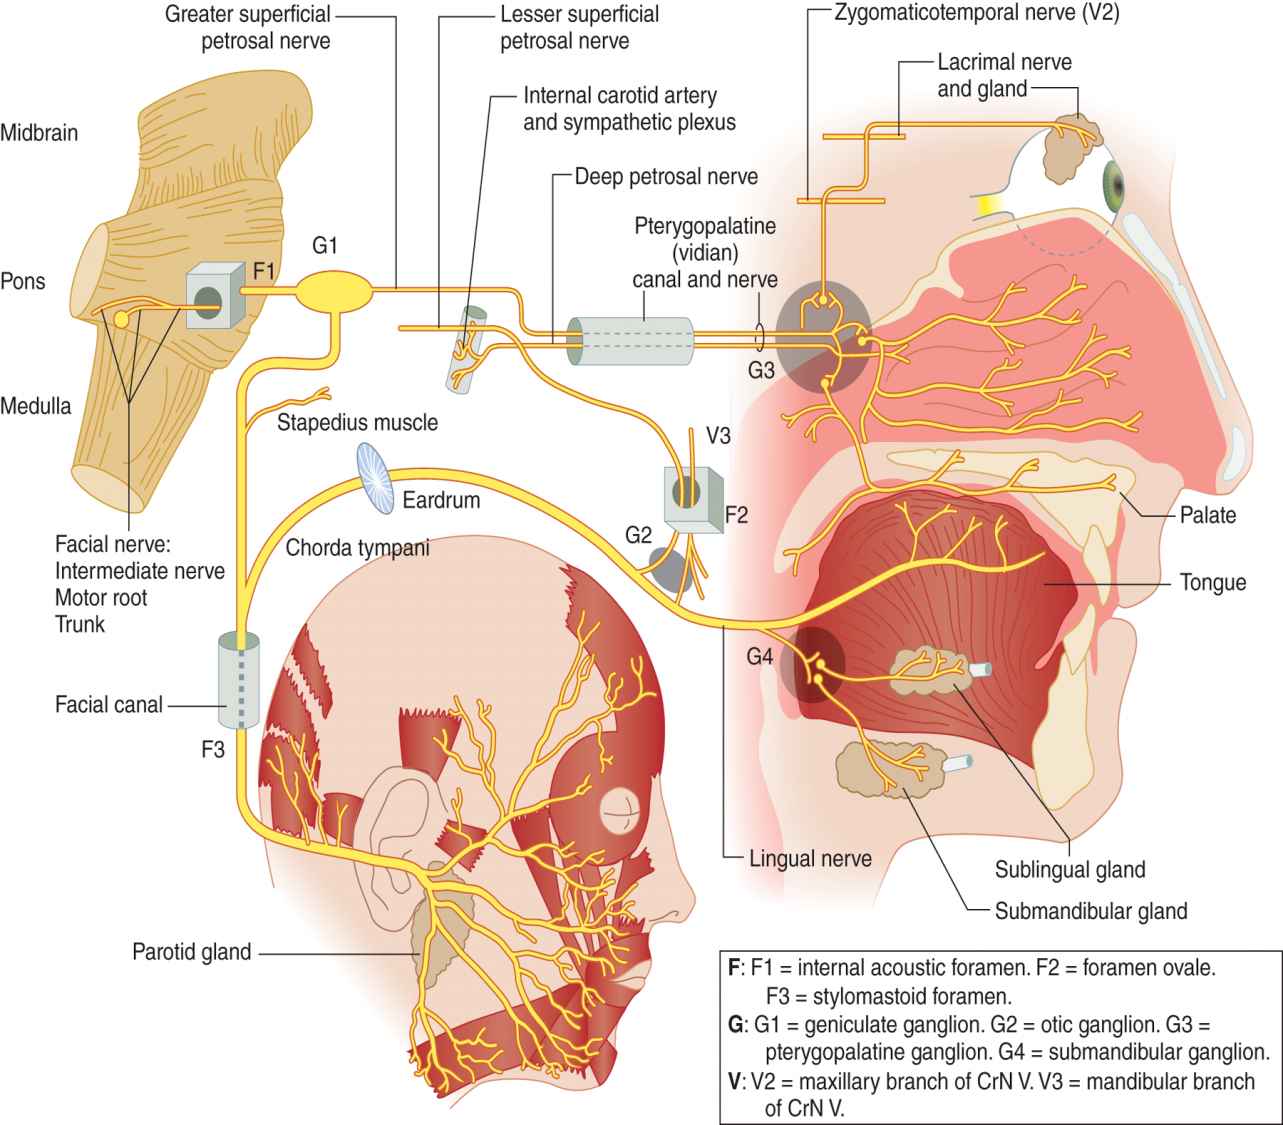 Greater superficial
petrosal nerve
Lesser superficial
petrosal nerve
Zygomaticotemporal nerve (V2)
Lacrimal nerve
and gland
Internal carotid artery
and sympathetic plexus
Midbrain
Deep petrosal nerve
Pterygopalatine
(vidian)
canal and nerve
G1
F1
Pons
G3
Medulla
Stapedius muscle
V3
Eardrum
F2
G2
Palate
Chorda tympani
Facial nerve:
Intermediate nerve
Motor root
Trunk
Tongue
G4
Facial canal
F3
Lingual nerve
Sublingual gland
Submandibular gland
Parotid gland
F: F1 = internal acoustic foramen. F2 = foramen ovale.
F3 = stylomastoid foramen.
G: G1 = geniculate ganglion. G2 = otic ganglion. G3 =
pterygopalatine ganglion. G4 = submandibular ganglion.
V: V2 = maxillary branch of CrN V. V3 = mandibular branch
of CrN V.